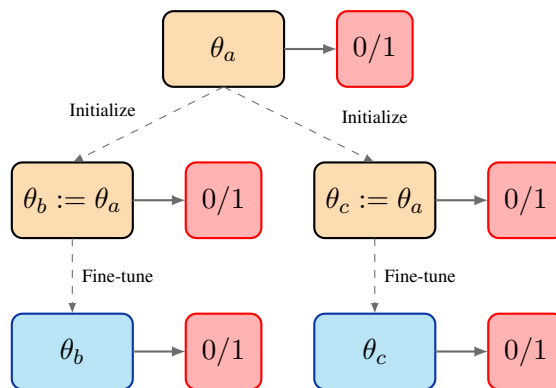 θ_a
0/1
Initialize
Initialize
θ_b := θ_a
0/1
θ_c := θ_a
0/1
Fine-tune
Fine-tune
θ_b
0/1
θ_c
0/1